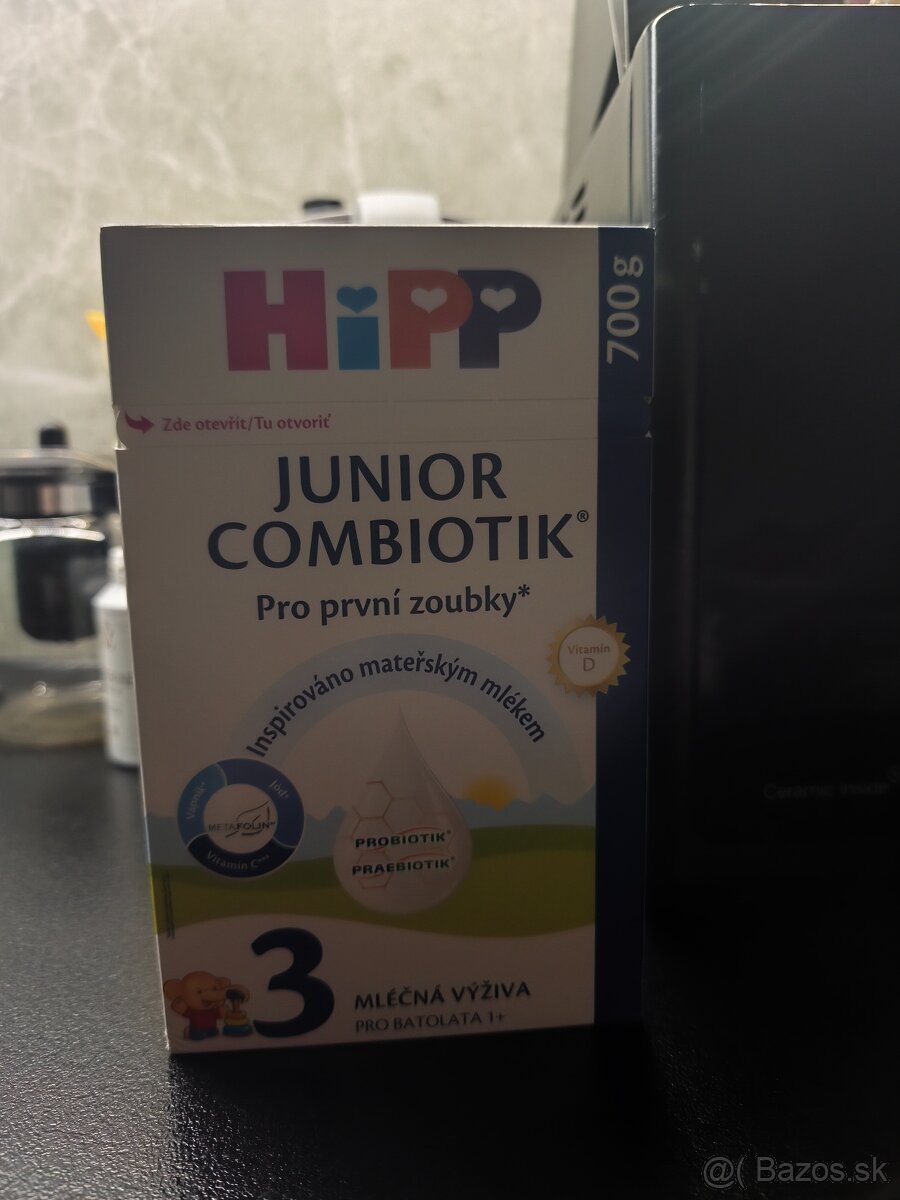 HiPP
700 g
Zde otevřít/Tu otvoriť
JUNIOR
COMBIOTIK®
Pro první zoubky*
Vitamin
D
Inspirováno mateřským mlékem
Vápník*
Jód*
METAFOLIN
Vitamin C***
PROBIOTIK®
PRAEBIOTIK®
3
MLÉČNÁ VÝŽIVA
PRO BATOLATA 1+
Ceramic Inside
@( Bazos.sk